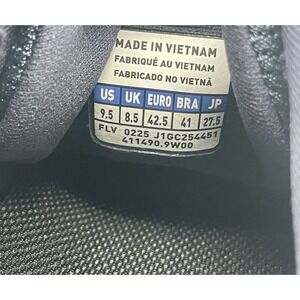 MADE IN VIETNAM
FABRIQUÉ AU VIETNAM
FABRICADO NO VIETNÃ
US UK EURO BRA JP
9.5 8.5 42.5 41 27.5
FLV 0225 J1GC254451
411490.9W00